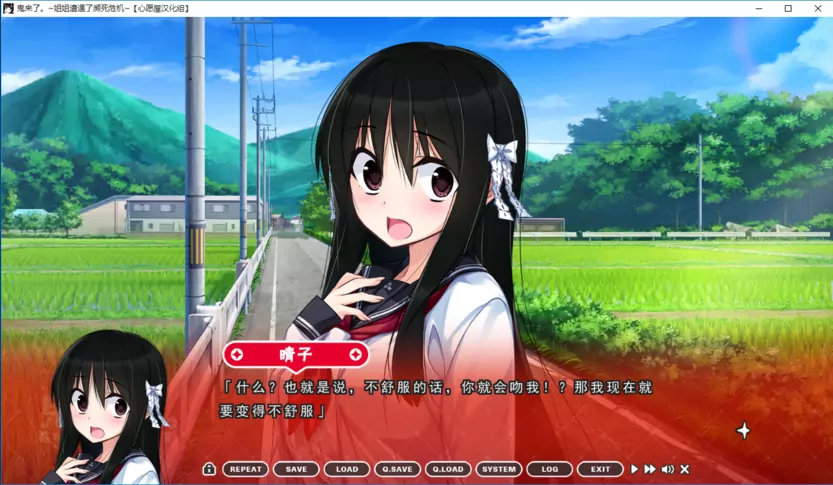 鬼来了。~姐姐遭逼了濒死危机~【心愿屋汉化组】
晴子
「什么？也就是说，不舒服的话，你就会吻我！？那我现在就
要变得不舒服」
REPEAT SAVE LOAD Q.SAVE Q.LOAD SYSTEM LOG EXIT